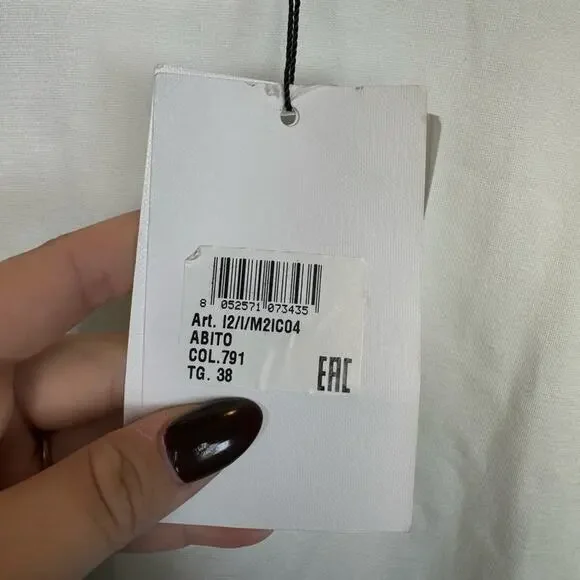 8 052571 073435
Art. I2/I/M2IC04
ABITO
COL.791
TG. 38
EAC